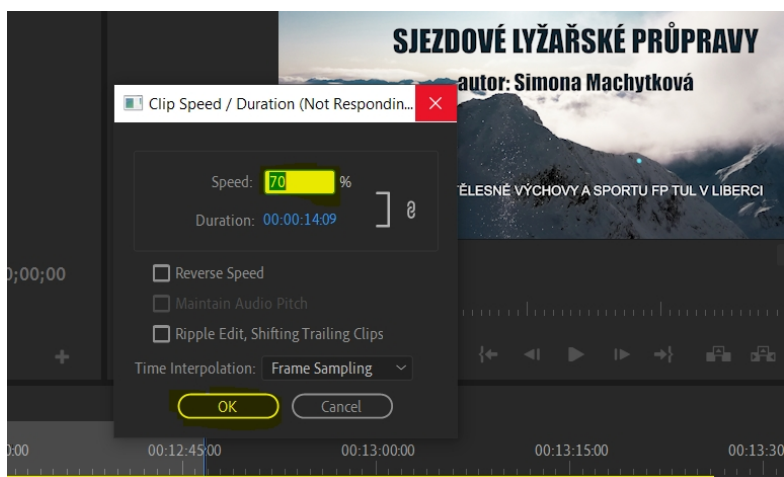 SJEZDOVÉ LYŽAŘSKÉ PRŮPRAVY
autor: Simona Machytková
Clip Speed / Duration (Not Respondin...
Speed: 70 %
Duration: 00:00:14:09
ĚLESNÉ VÝCHOVY A SPORTU FP TUL V LIBERCI
0;00;00
Reverse Speed
Maintain Audio Pitch
Ripple Edit, Shifting Trailing Clips
Time Interpolation: Frame Sampling
OK Cancel
00:12:45:00 00:13:00:00 00:13:15:00 00:13:30